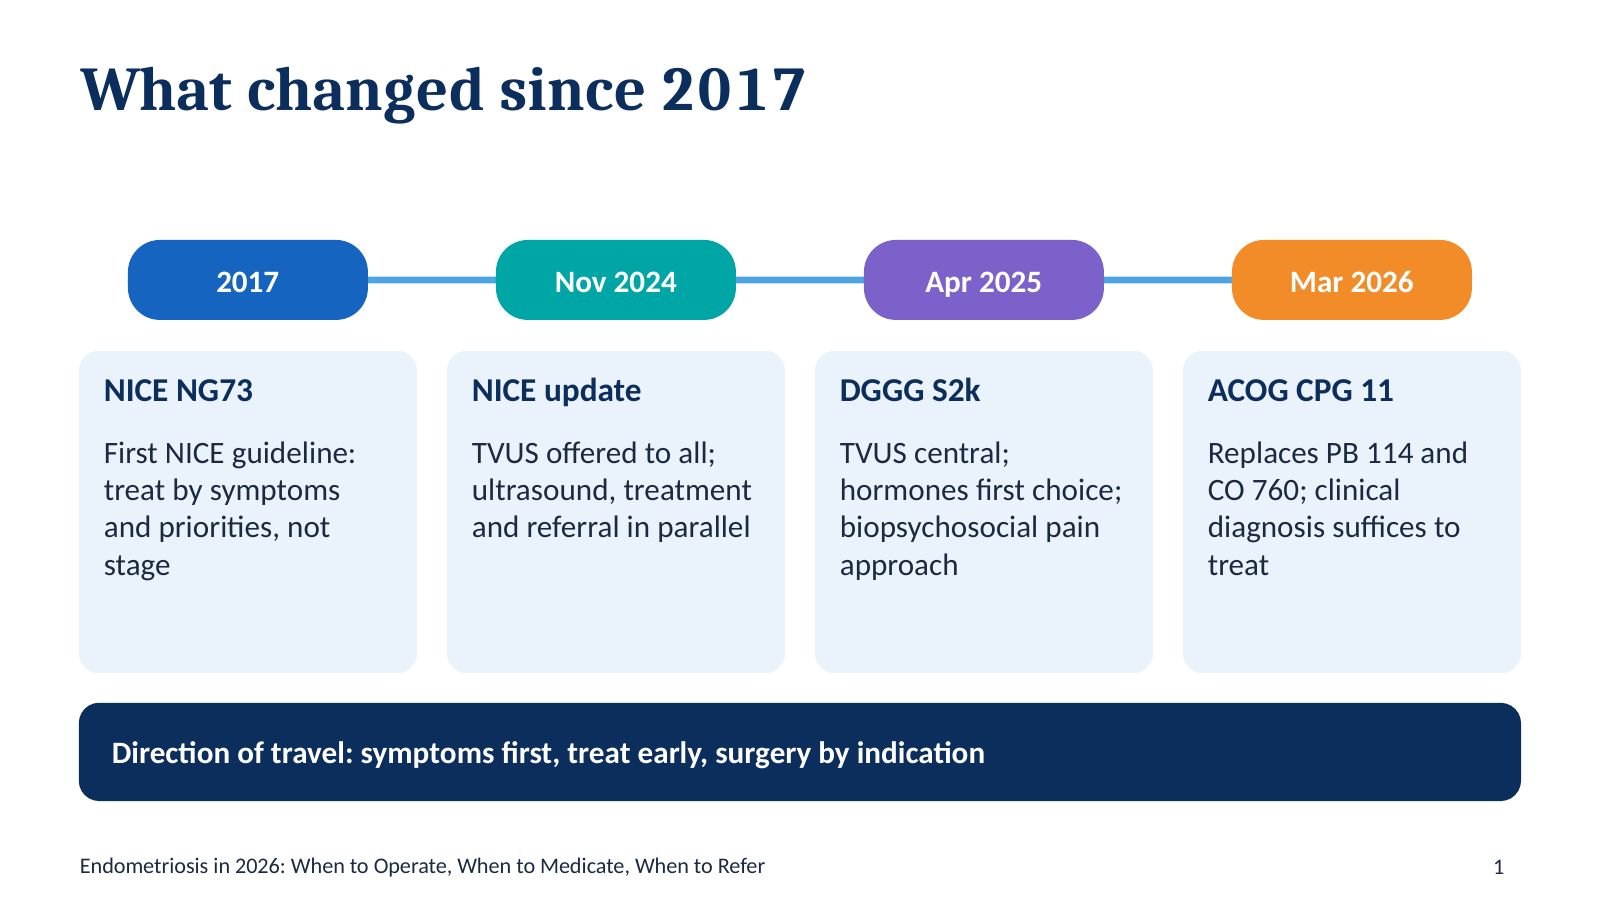 What changed since 2017
2017
Nov 2024
Apr 2025
Mar 2026
NICE NG73
First NICE guideline:
treat by symptoms
and priorities, not
stage
NICE update
TVUS offered to all;
ultrasound, treatment
and referral in parallel
DGGG S2k
TVUS central;
hormones first choice;
biopsychosocial pain
approach
ACOG CPG 11
Replaces PB 114 and
CO 760; clinical
diagnosis suffices to
treat
Direction of travel: symptoms first, treat early, surgery by indication
Endometriosis in 2026: When to Operate, When to Medicate, When to Refer
1